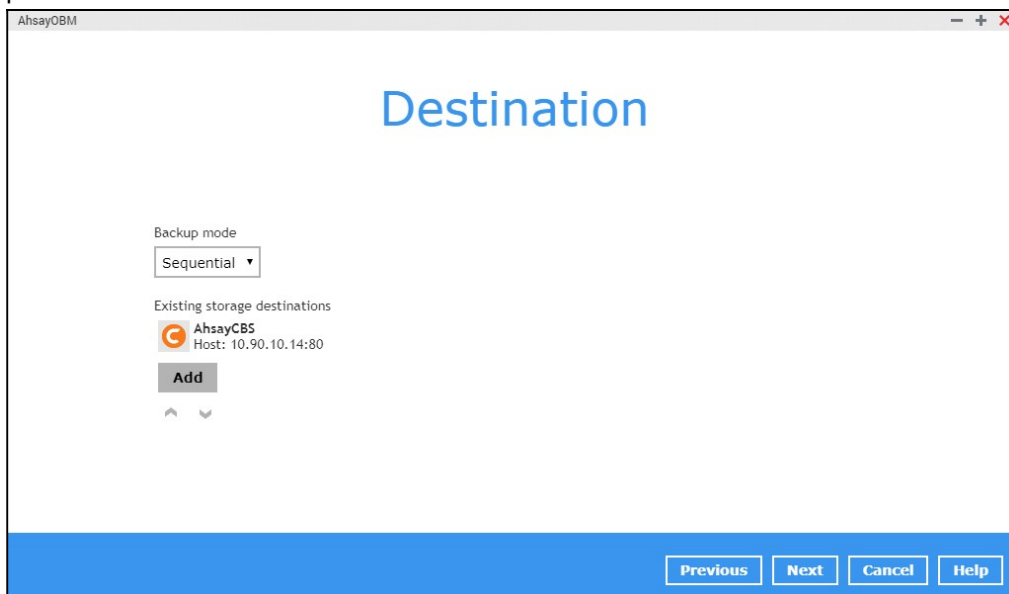 AhsayOBM
Destination
Backup mode
Sequential
Existing storage destinations
AhsayCBS
Host: 10.90.10.14:80
Add
Previous Next Cancel Help